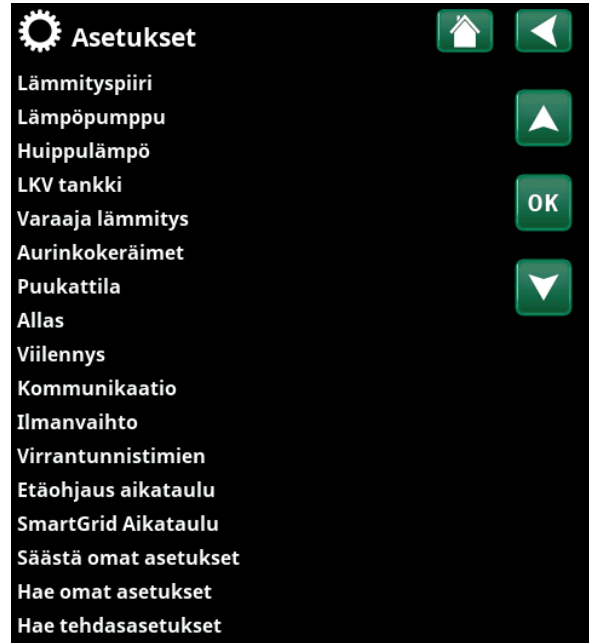 Asetukset
Lämmityspiiri
Lämpöpumppu
Huippulämpö
LKV tankki
OK
Varaaja lämmitys
Aurinkokeräimet
Puukattila
Allas
Viilennys
Kommunikaatio
Ilmanvaihto
Virrantunnistimien
Etäohjaus aikataulu
SmartGrid Aikataulu
Säästä omat asetukset
Hae omat asetukset
Hae tehdasasetukset